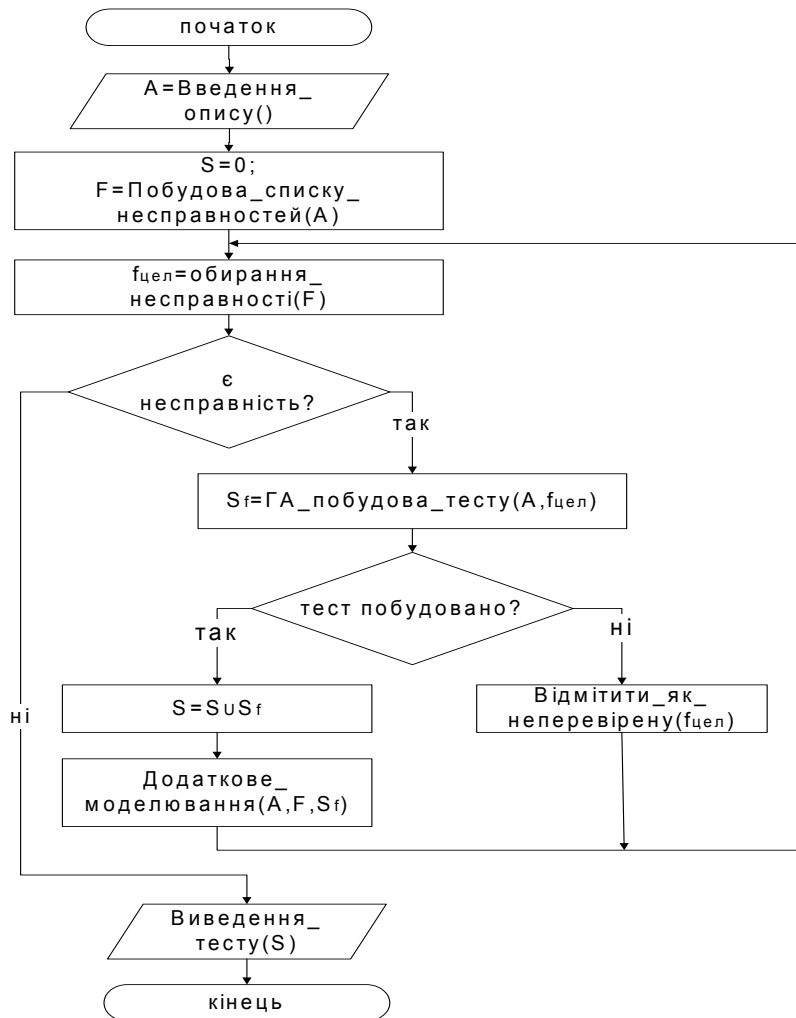 початок
A=Введення_
опису()
S=0;
F=Побудова_списку_
несправностей(A)
fцел=обирання_
несправності(F)
є
несправність?
так
Sf=ГА_побудова_тесту(A,fцел)
тест побудовано?
так
ні
ні
S=S∪Sf
Відмітити_як_
неперевірену(fцел)
Додаткове_
моделювання(A,F,Sf)
Виведення_
тесту(S)
кінець